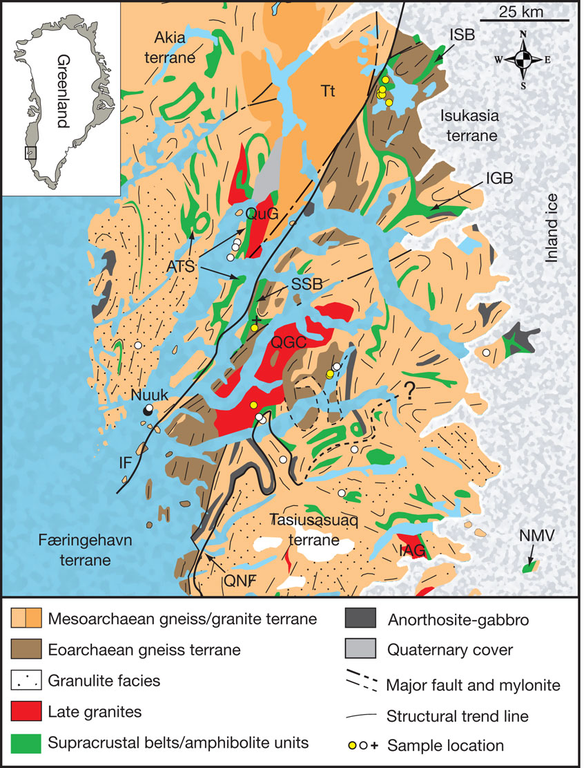 Greenland
25 km
N
W
E
S
Akia
terrane
Tt
ISB
Isukasia
terrane
IGB
Inland ice
QuG
ATS
SSB
QGC
Nuuk
?
IF
Færingehavn
terrane
Tasiusasuaq
terrane
IAG
NMV
QNF
Mesoarchaean gneiss/granite terrane
Eoarchaean gneiss terrane
Granulite facies
Late granites
Supracrustal belts/amphibolite units
Anorthosite-gabbro
Quaternary cover
Major fault and mylonite
Structural trend line
Sample location